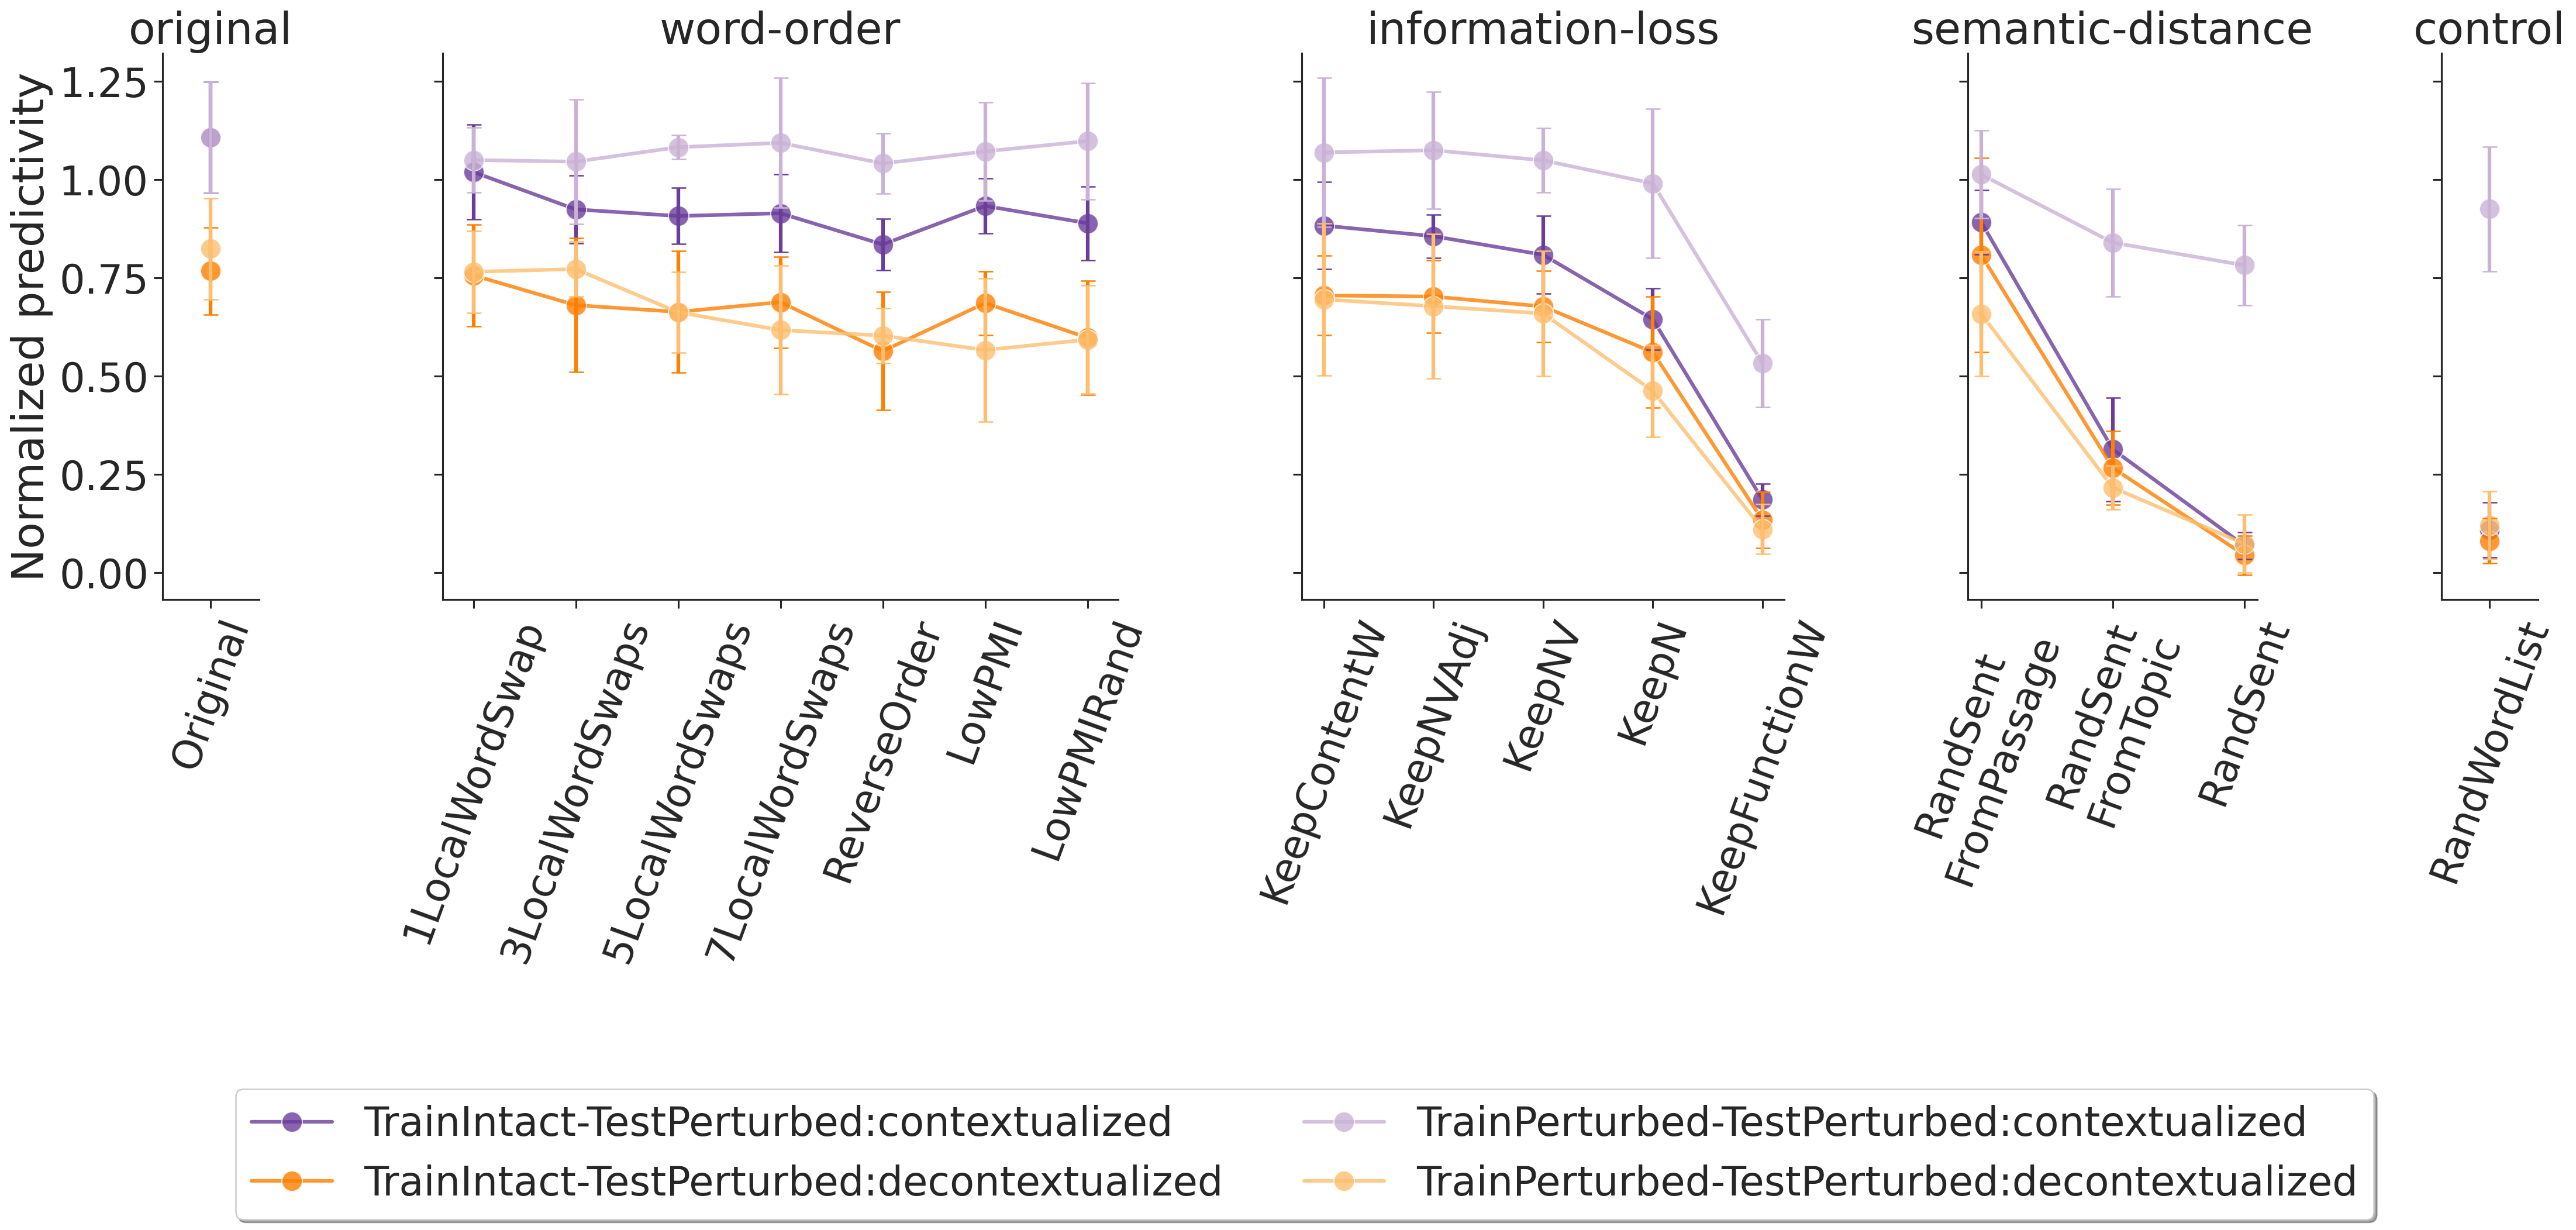 original
word-order
information-loss
semantic-distance
control
Normalized predictivity
1.25
1.00
0.75
0.50
0.25
0.00
Original
1LocalWordSwap
3LocalWordSwaps
5LocalWordSwaps
7LocalWordSwaps
ReverseOrder
LowPMI
LowPMIRand
KeepContentW
KeepNVAdj
KeepNV
KeepN
KeepFunctionW
RandSent
FromPassage
RandSent
FromTopic
RandSent
RandWordList
TrainIntact-TestPerturbed:contextualized
TrainIntact-TestPerturbed:decontextualized
TrainPerturbed-TestPerturbed:contextualized
TrainPerturbed-TestPerturbed:decontextualized